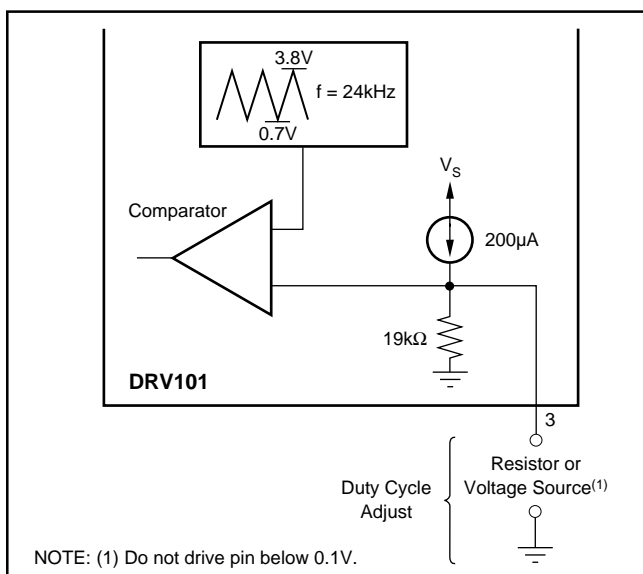 3.8V
f = 24kHz
0.7V
V_S
Comparator
200µA
19kΩ
DRV101
3
Duty Cycle
Adjust
Resistor or
Voltage Source(1)
NOTE: (1) Do not drive pin below 0.1V.